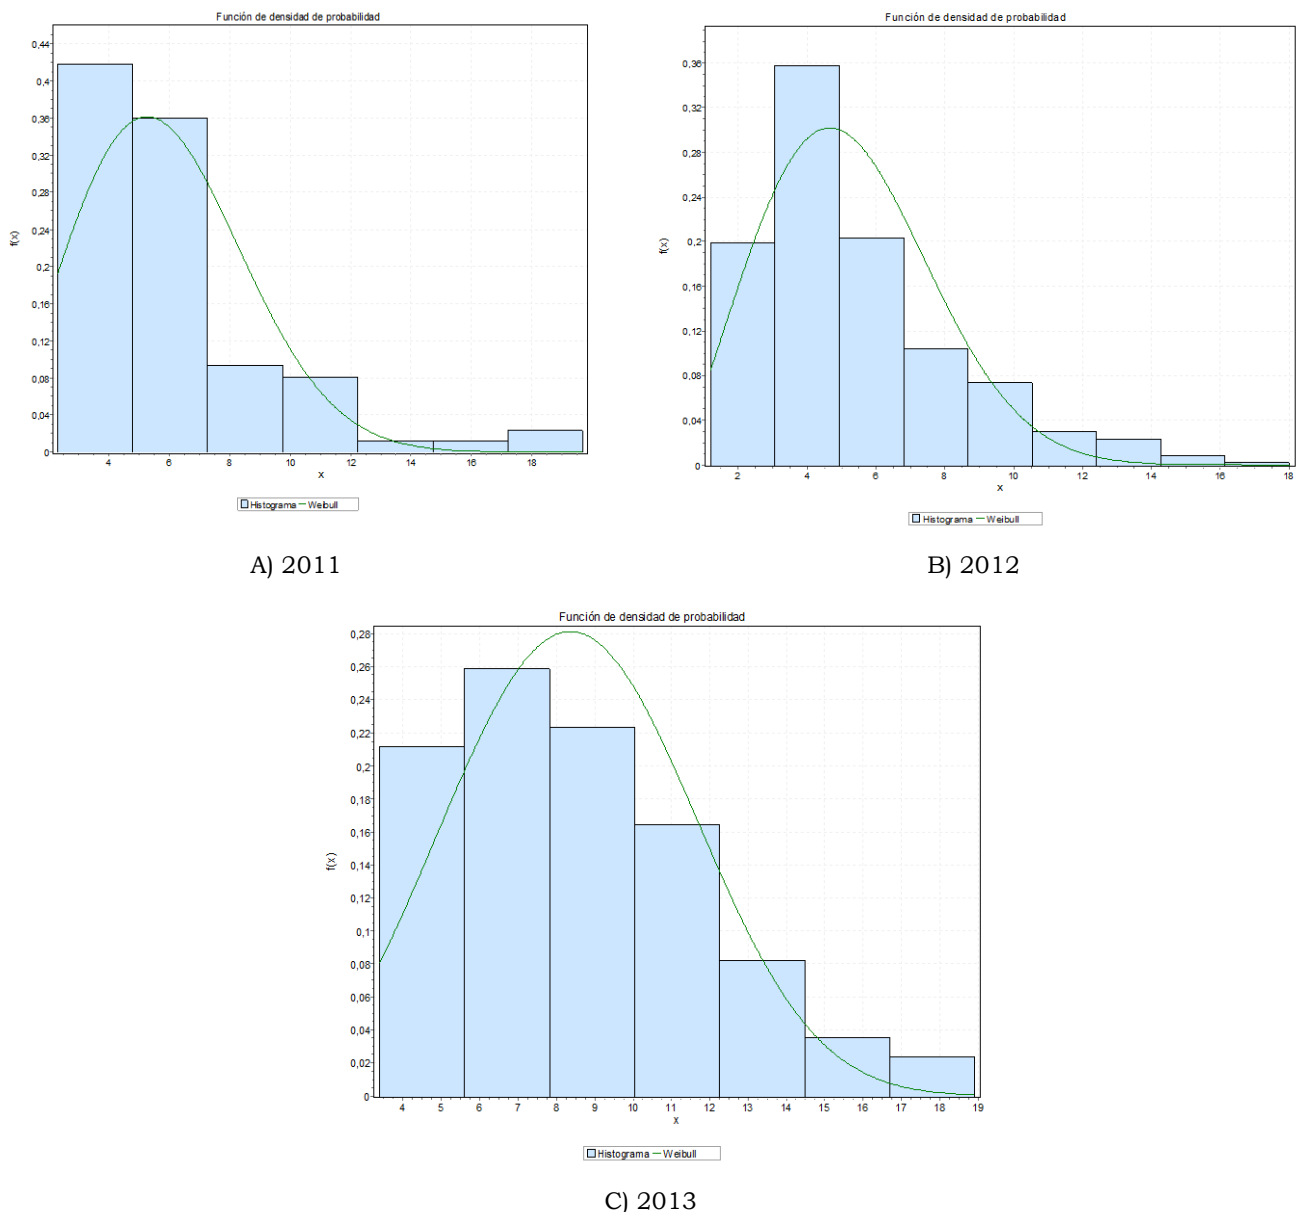 Función de densidad de probabilidad
0,44
0,4
0,36
0,32
0,28
0,24
0,2
0,16
0,12
0,08
0,04
0
f(x)
4 6 8 10 12 14 16 18
x
Histograma Weibull
A) 2011
Función de densidad de probabilidad
0,36
0,32
0,28
0,24
0,2
0,16
0,12
0,08
0,04
0
f(x)
2 4 6 8 10 12 14 16 18
x
Histograma Weibull
B) 2012
Función de densidad de probabilidad
0,28
0,26
0,24
0,22
0,2
0,18
0,16
0,14
0,12
0,1
0,08
0,06
0,04
0,02
0
f(x)
4 5 6 7 8 9 10 11 12 13 14 15 16 17 18 19
x
Histograma Weibull
C) 2013